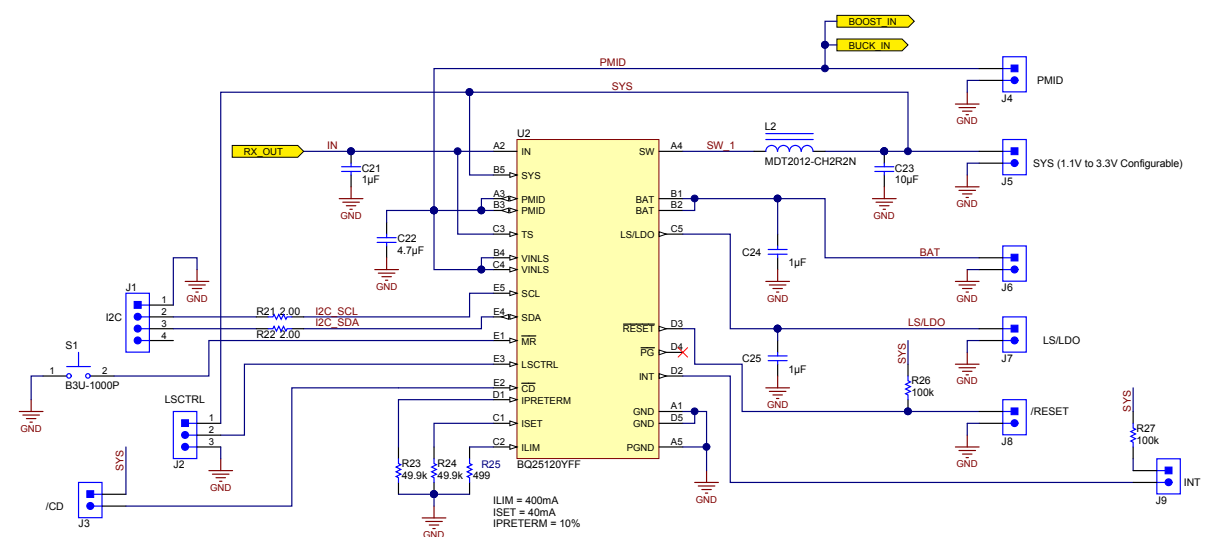 BOOST_IN
BUCK_IN
PMID
PMID
J4
GND
SYS
U2
L2
RX_OUT
IN
A2
IN
SW
A4
SW_1
MDT2012-CH2R2N
C21
1µF
GND
B5
SYS
C23
10µF
GND
SYS (1.1V to 3.3V Configurable)
J5
GND
A3
PMID
B3
PMID
BAT
B1
BAT
B2
C22
4.7µF
GND
C3
TS
LS/LDO
C5
B4
VINLS
C4
VINLS
C24
1µF
GND
BAT
J6
GND
J1
I2C
1
2
3
4
GND
R21 2.00
I2C_SCL
E5
SCL
I2C_SDA
R22 2.00
E4
SDA
RESET
D3
LS/LDO
LS/LDO
J7
GND
S1
1
2
B3U-1000P
GND
E1
MR
PG
D4
E3
LSCTRL
INT
D2
C25
1µF
GND
SYS
R26
100k
LSCTRL
1
2
3
J2
GND
E2
CD
D1
IPRETERM
C1
ISET
C2
ILIM
GND
A1
GND
D5
PGND
A5
GND
/RESET
J8
GND
SYS
R27
100k
BQ25120YFF
R23
49.9k
R24
49.9k
R25
499
GND
ILIM = 400mA
ISET = 40mA
IPRETERM = 10%
SYS
/CD
J3
INT
J9